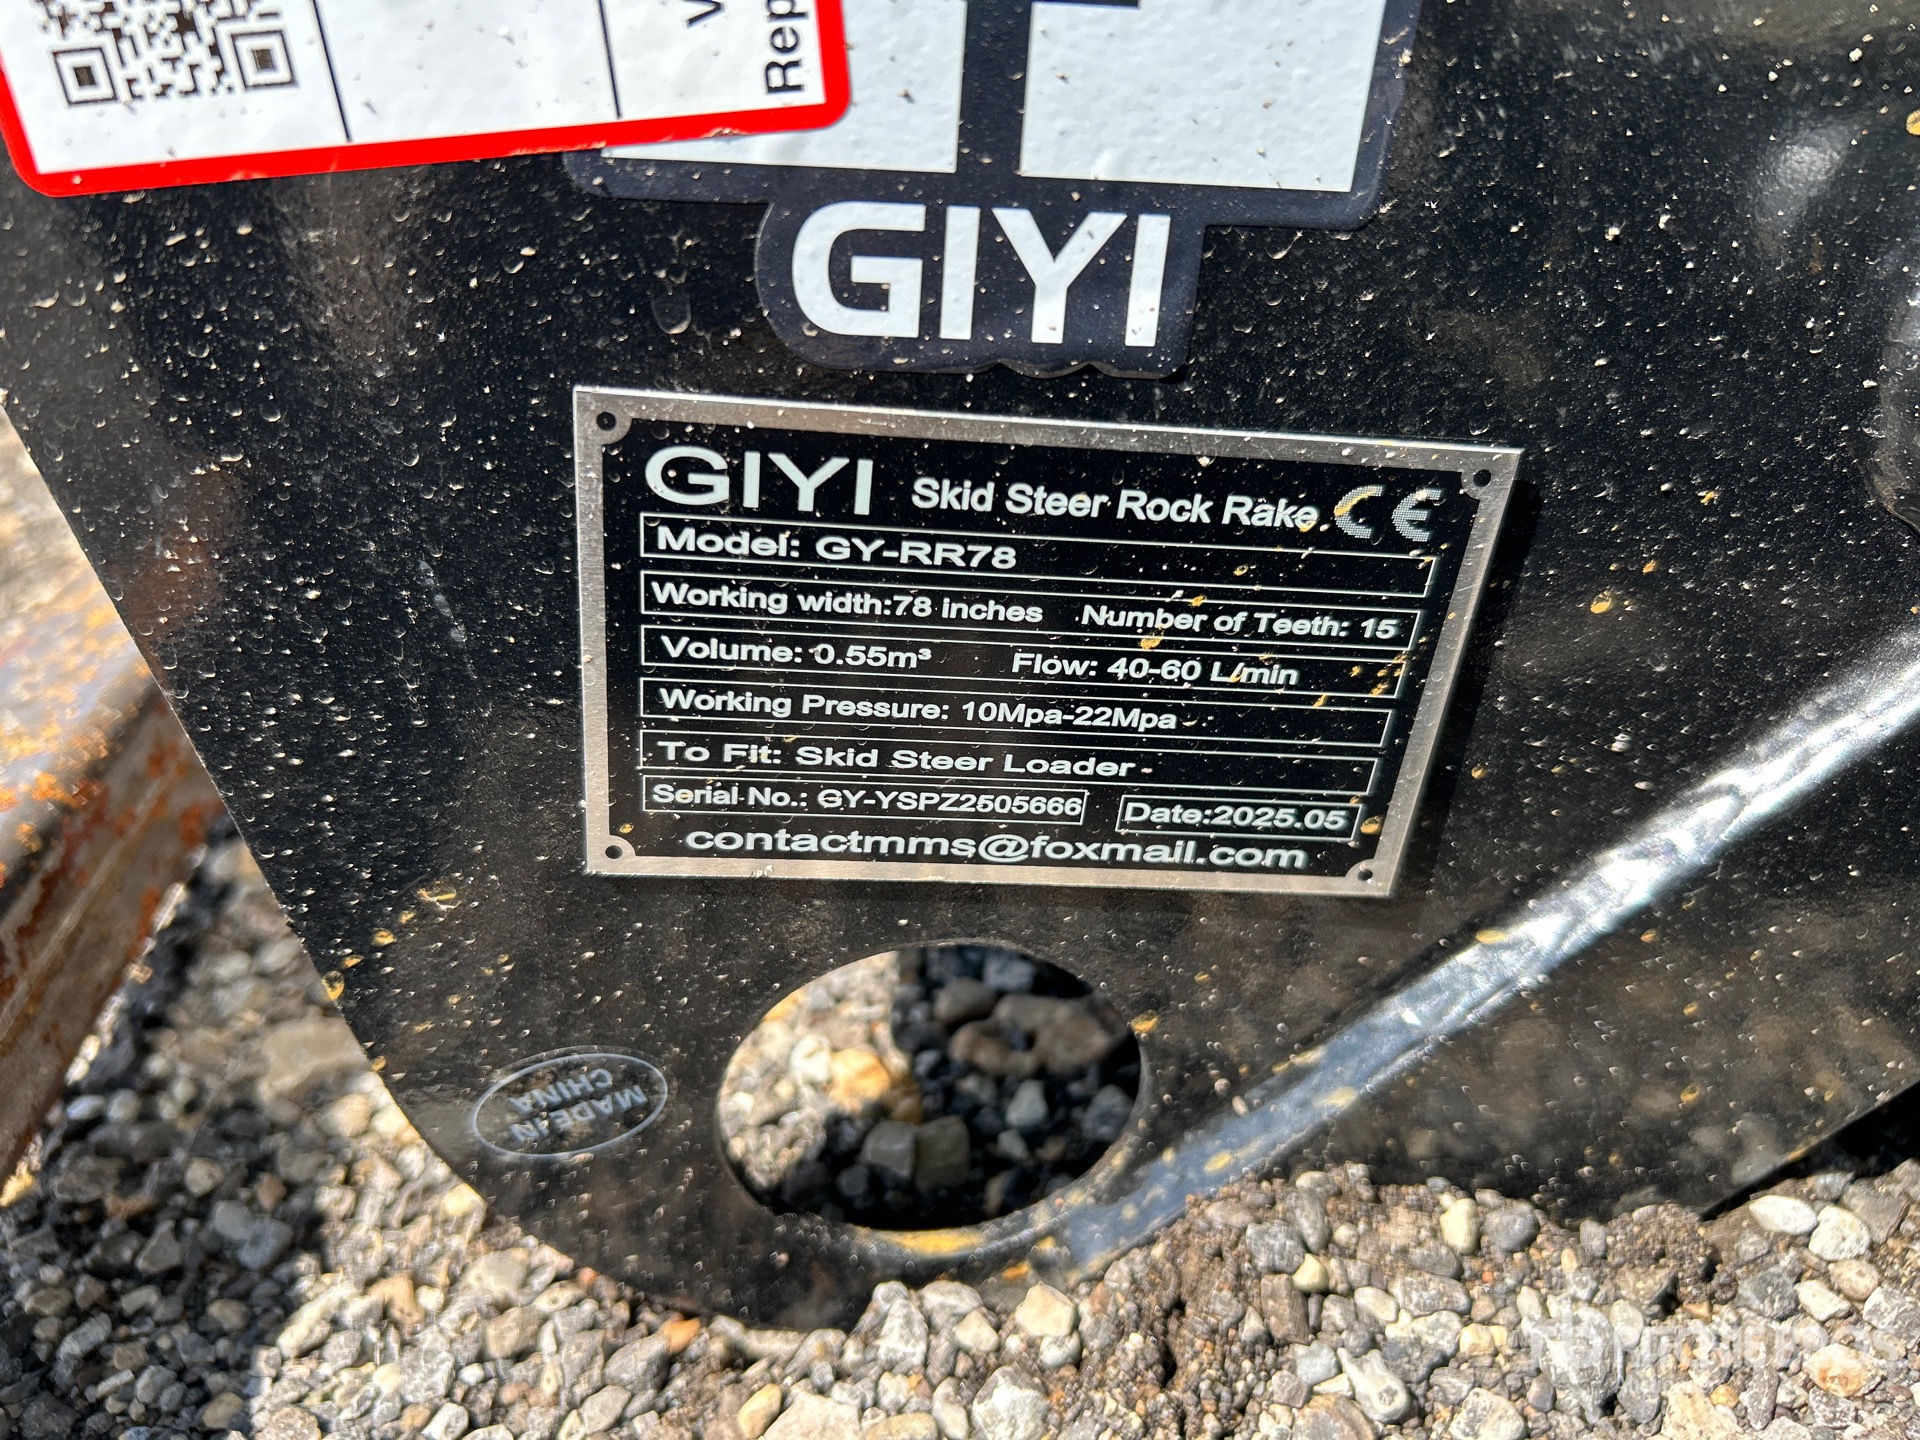 Rep
GIYI
GIYI Skid Steer Rock Rake CE
Model: GY-RR78
Working width:78 inches Number of Teeth: 15
Volume: 0.55m³ Flow: 40-60 L/min
Working Pressure: 10Mpa-22Mpa
To Fit: Skid Steer Loader
Serial No.: GY-YSPZ2505666 Date:2025.05
contactmms@foxmail.com
MADE IN
CHINA